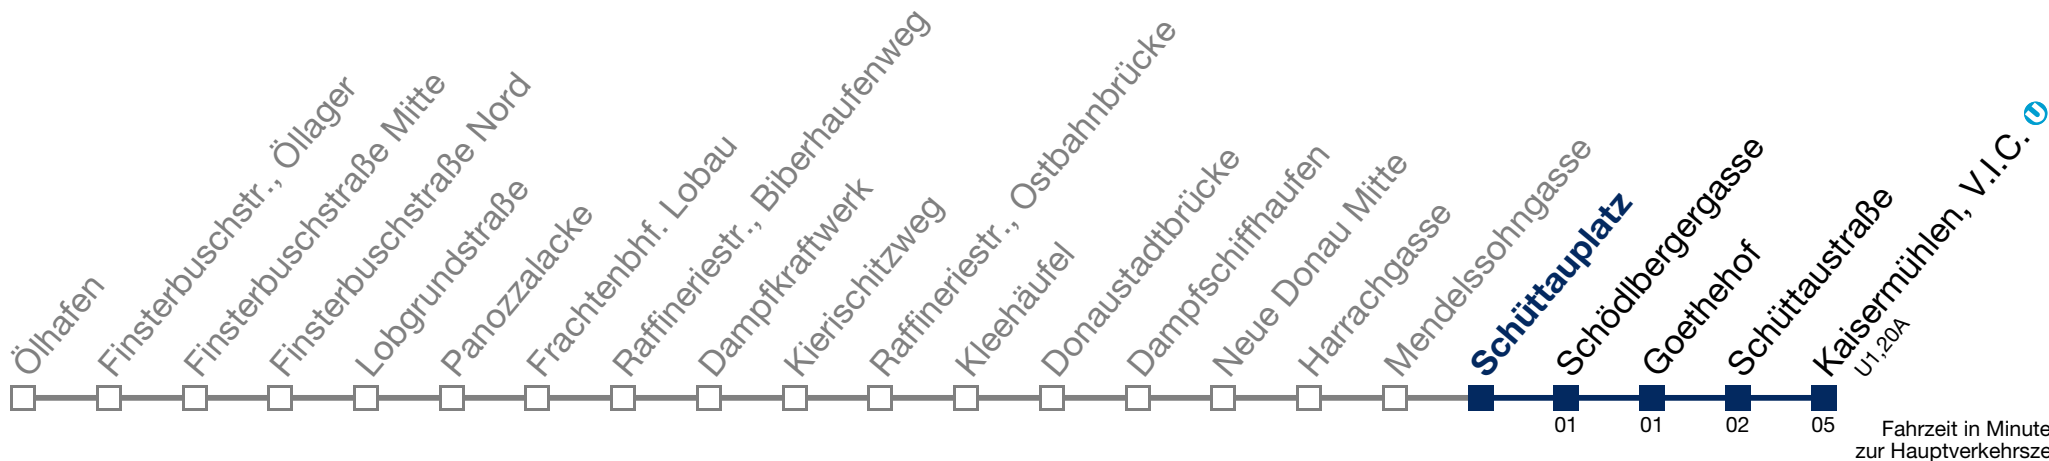 Ölhafen
Finsterbuschstr., Öllager
Finsterbuschstraße Mitte
Finsterbuschstraße Nord
Lobgrundstraße
Panozzalacke
Frachtenbhf. Lobau
Raffineriestr., Biberhaufenweg
Dampfkraftwerk
Kierischitzweg
Raffineriestr., Ostbahnbrücke
Kleehäufel
Donaustadtbrücke
Dampfschiffhaufen
Neue Donau Mitte
Harrachgasse
Mendelssohngasse
Schüttauplatz
Schödlbergergasse
Goethehof
Schüttaustraße
Kaisermühlen, V.I.C. U
U1,20A
01 01 02 05
Fahrzeit in Minute
zur Hauptverkehrsze